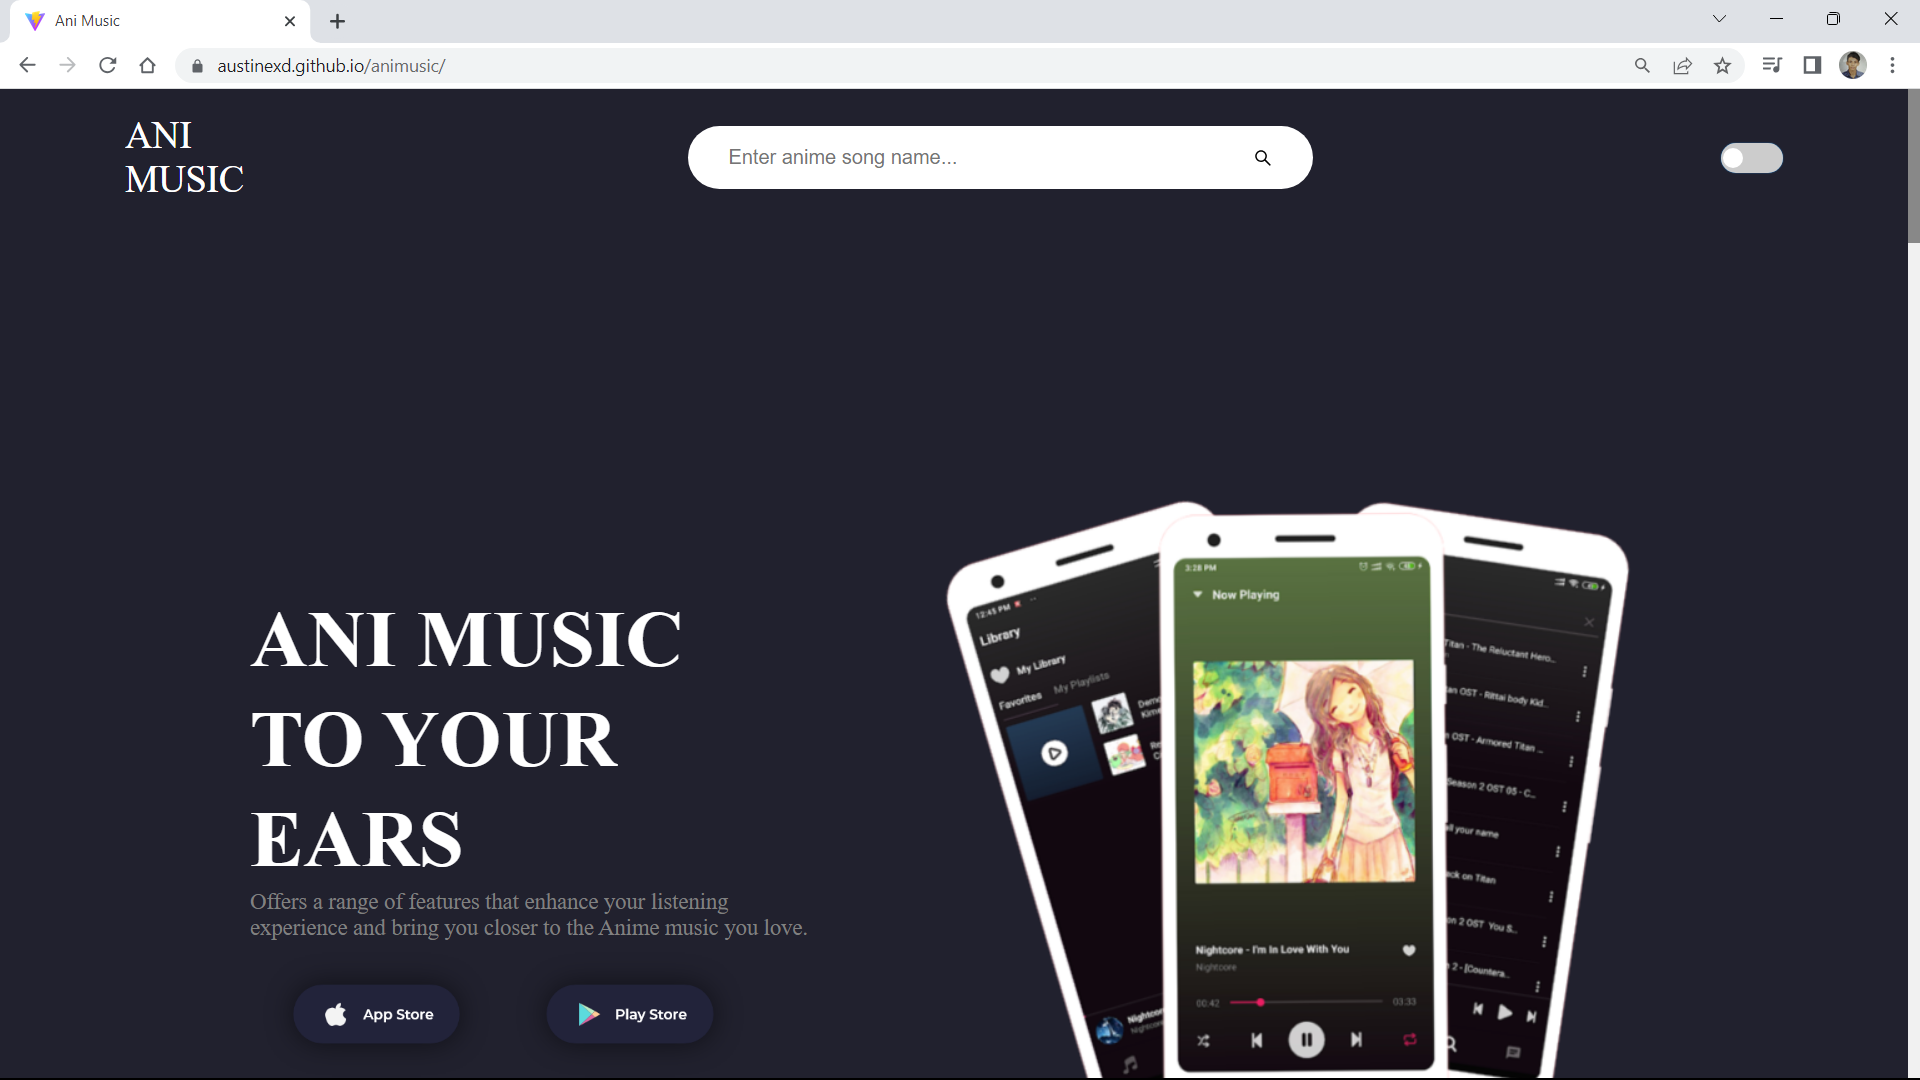 Ani Music
austinexd.github.io/animusic/
ANI
MUSIC
Enter anime song name...
ANI MUSIC
TO YOUR
EARS
Offers a range of features that enhance your listening
experience and bring you closer to the Anime music you love.
App Store
Play Store
12:45 PM
Library
My Library
Favorites My Playlists
Nightcore
3:28 PM
Now Playing
Nightcore - I'm In Love With You
Nightcore
00:42 03:33
Titan - The Reluctant Hero...
OST - Rittai body Kid...
OST - Armored Titan ...
Season 2 OST 05 - C...
your name
on Titan
2 OST You S...
2 - [Countera...